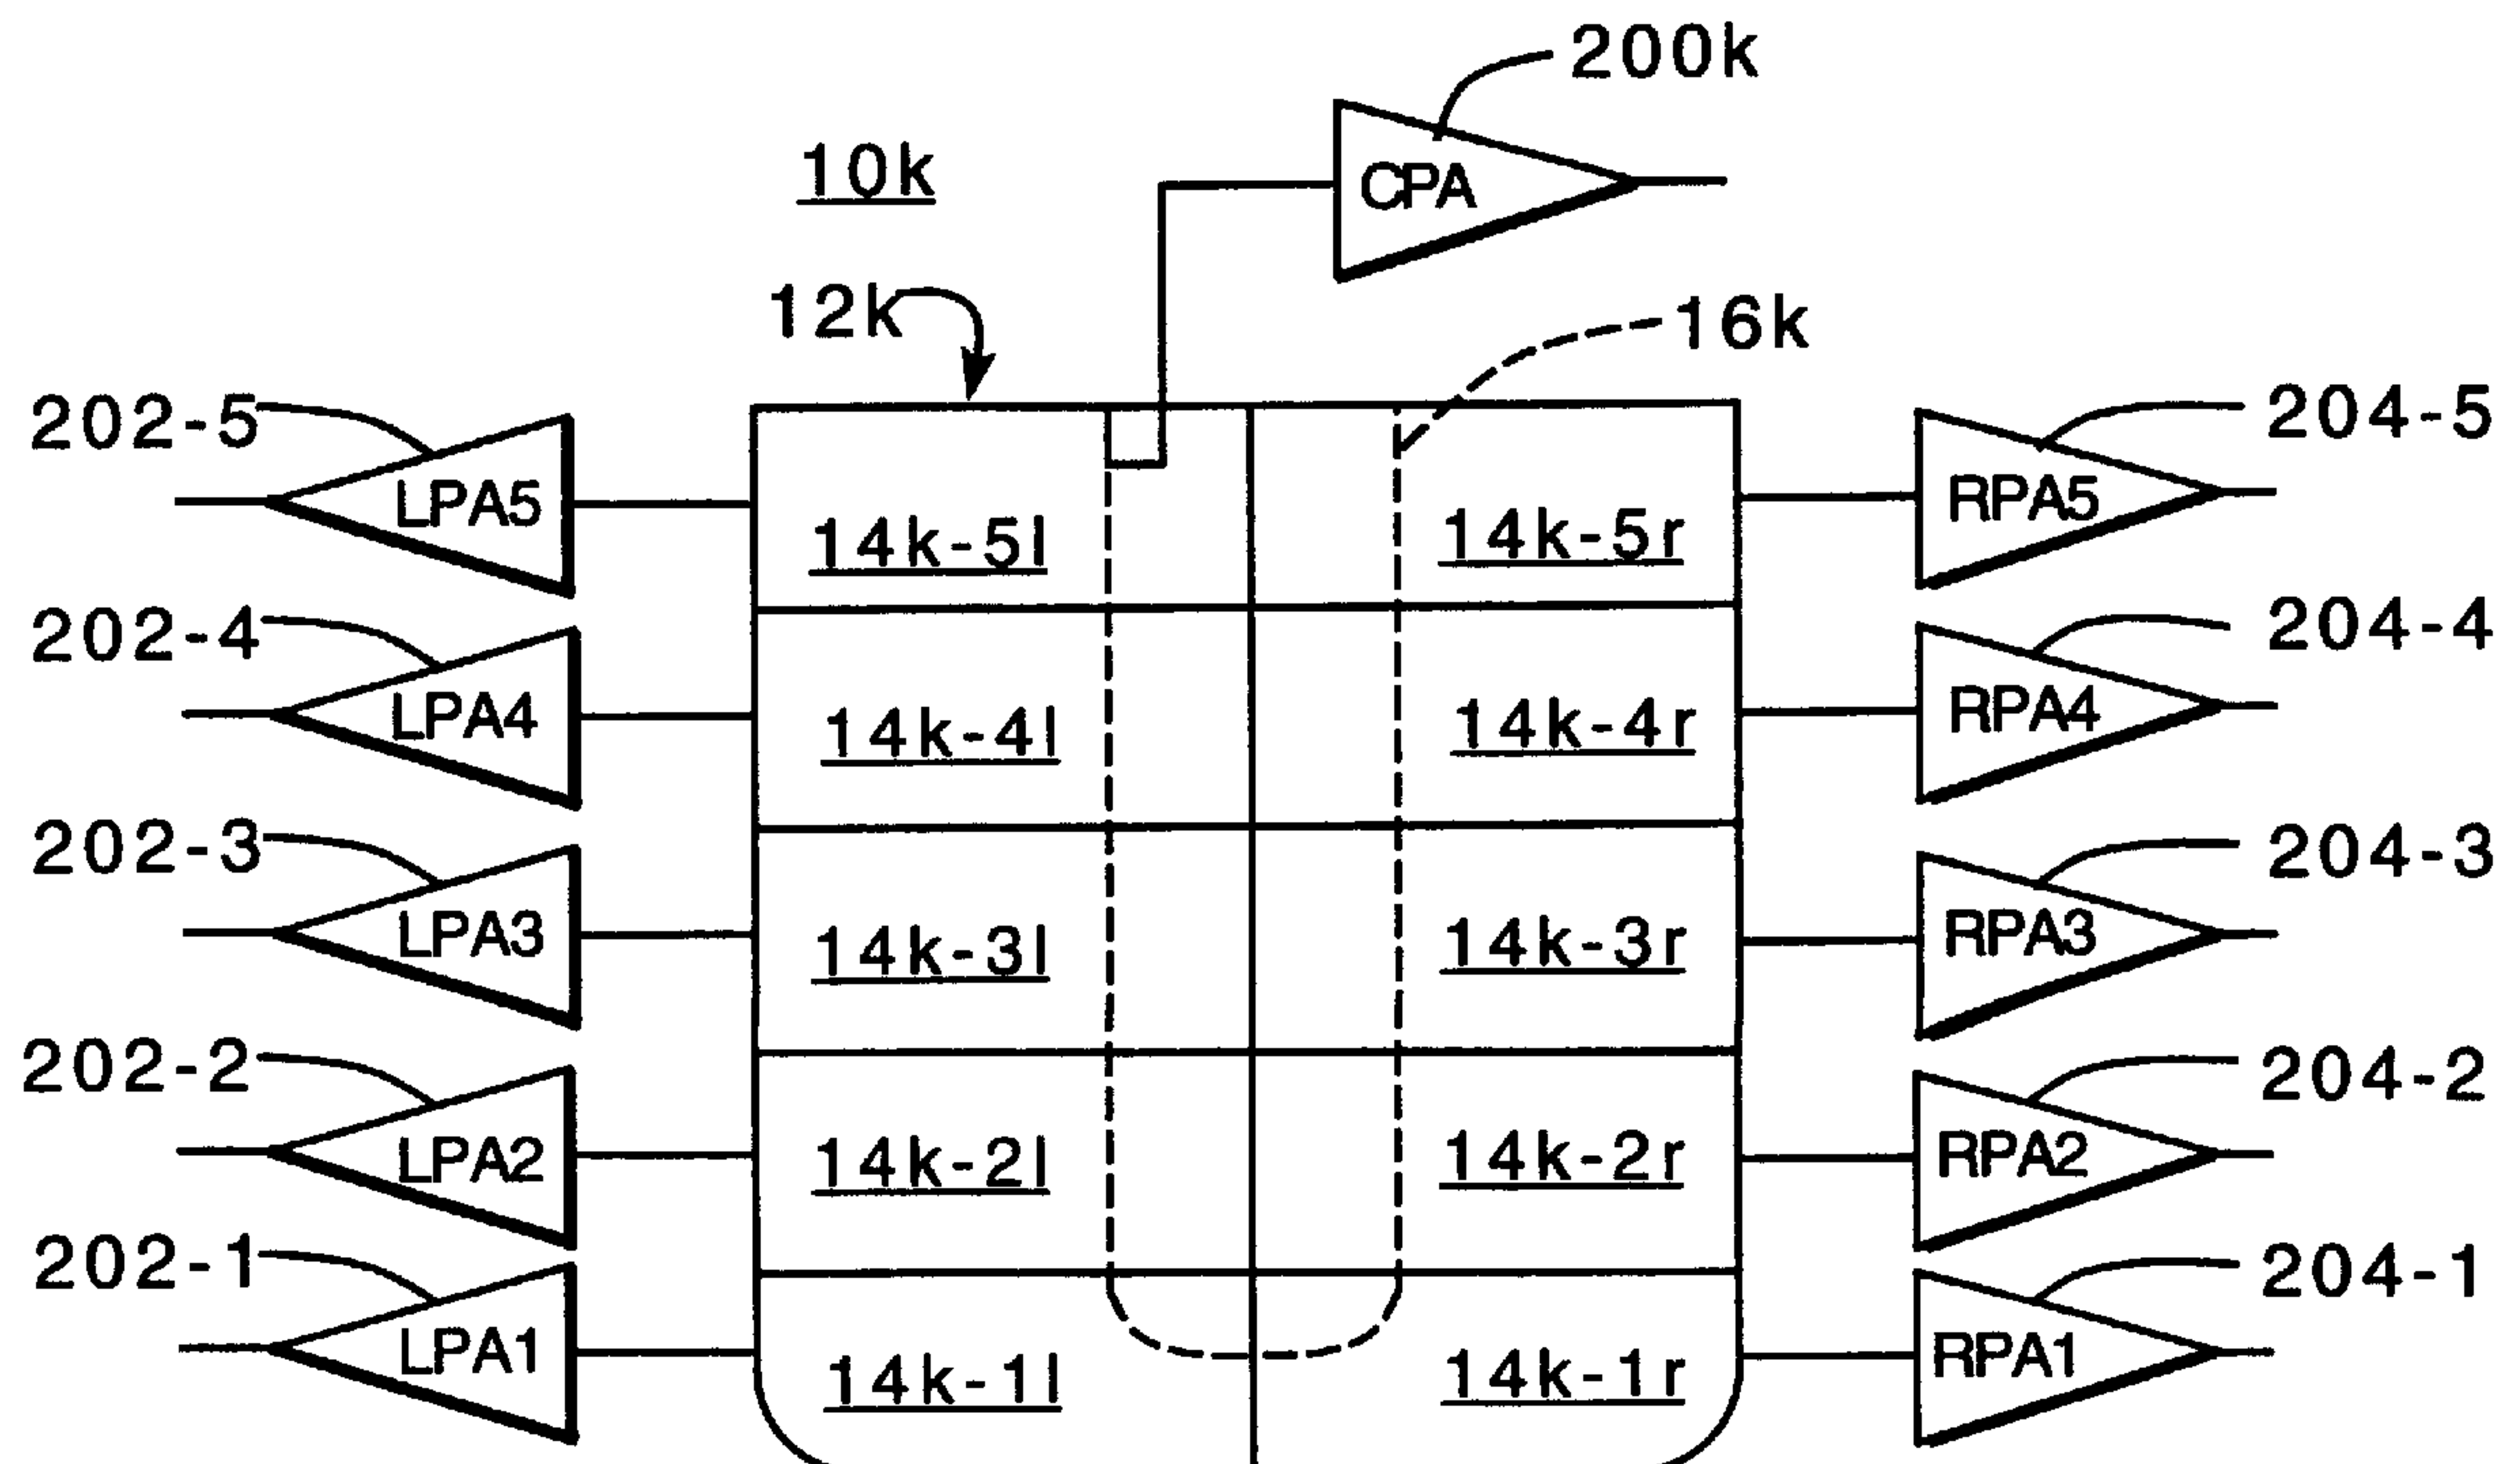 200k
10k
CPA
12k
16k
202-5
204-5
LPA5
RPA5
14k-5l
14k-5r
202-4
204-4
LPA4
RPA4
14k-4l
14k-4r
202-3
204-3
LPA3
RPA3
14k-3l
14k-3r
202-2
204-2
LPA2
RPA2
14k-2l
14k-2r
202-1
204-1
LPA1
RPA1
14k-1l
14k-1r